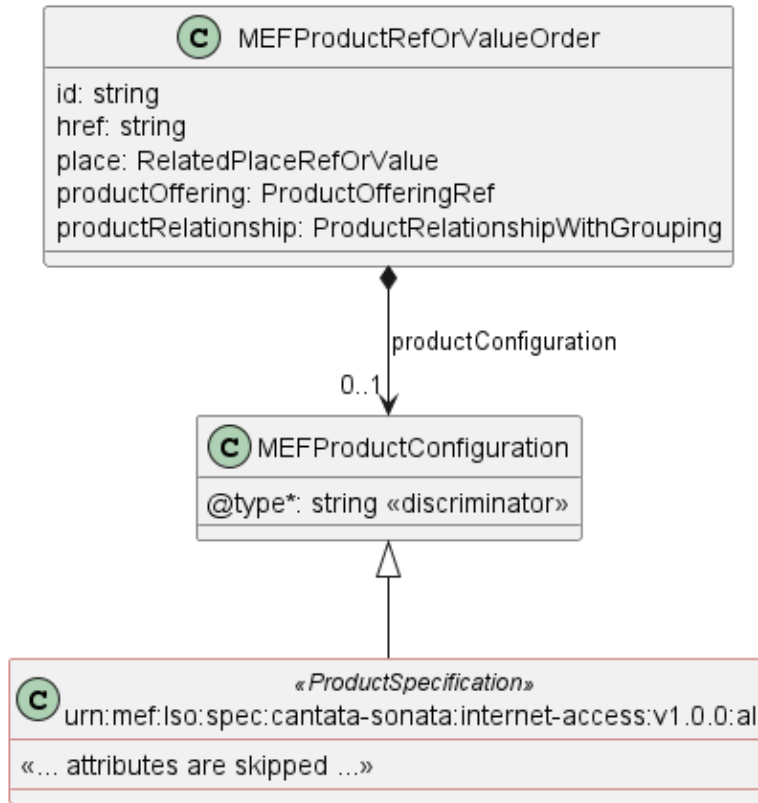 C MEFProductRefOrValueOrder
id: string
href: string
place: RelatedPlaceRefOrValue
productOffering: ProductOfferingRef
productRelationship: ProductRelationshipWithGrouping
productConfiguration
0..1
C MEFProductConfiguration
@type*: string «discriminator»
«ProductSpecification»
C urn:mef:lso:spec:cantata-sonata:internet-access:v1.0.0:al
«... attributes are skipped ...»